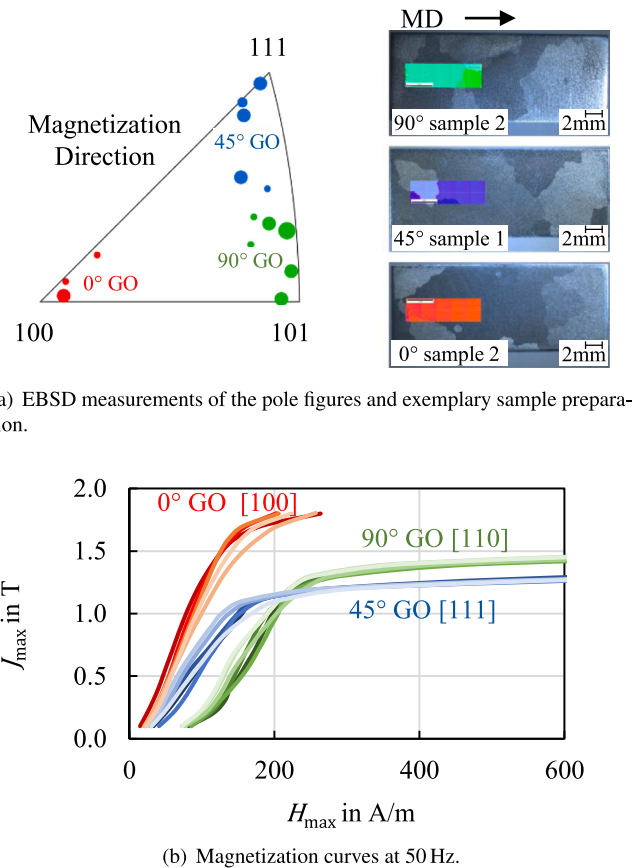 111
Magnetization
Direction
45° GO
90° GO
0° GO
100
101
MD
90° sample 2
2mm
45° sample 1
2mm
0° sample 2
2mm
a) EBSD measurements of the pole figures and exemplary sample prepara-
ion.
2.0
1.5
1.0
0.5
0.0
0° GO [100]
90° GO [110]
45° GO [111]
Jmax in T
0
200
400
600
Hmax in A/m
(b) Magnetization curves at 50 Hz.